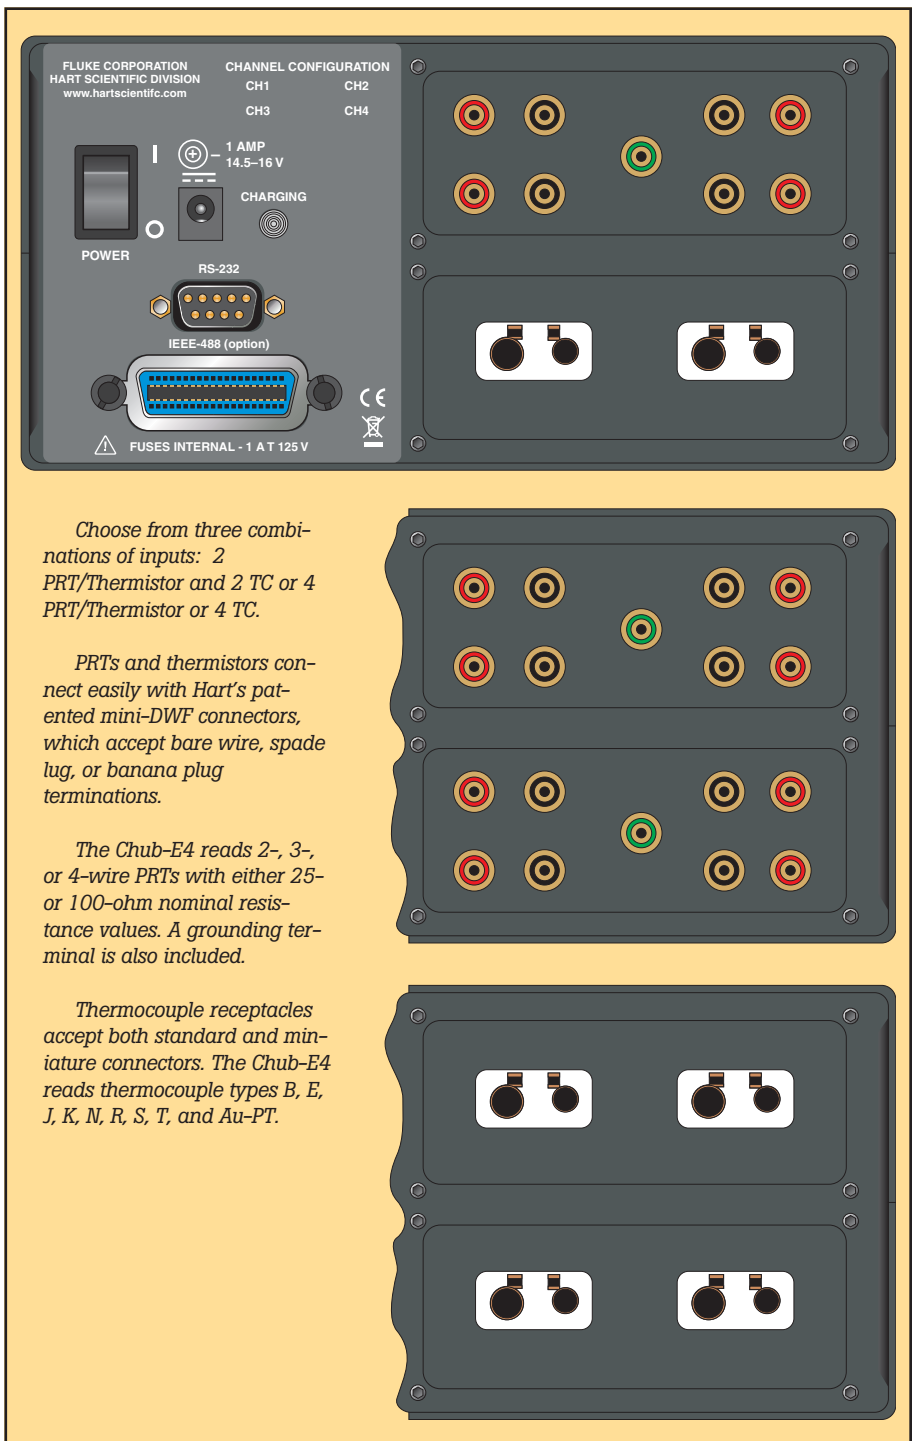 FLUKE CORPORATION
HART SCIENTIFIC DIVISION
www.hartscientifc.com
CHANNEL CONFIGURATION
CH1 CH2
CH3 CH4
1 AMP
14.5–16 V
CHARGING
POWER
RS-232
IEEE-488 (option)
CE
FUSES INTERNAL - 1 A T 125 V
Choose from three combi-
nations of inputs: 2
PRT/Thermistor and 2 TC or 4
PRT/Thermistor or 4 TC.
PRTs and thermistors con-
nect easily with Hart's pat-
ented mini-DWF connectors,
which accept bare wire, spade
lug, or banana plug
terminations.
The Chub-E4 reads 2-, 3-,
or 4-wire PRTs with either 25-
or 100-ohm nominal resis-
tance values. A grounding ter-
minal is also included.
Thermocouple receptacles
accept both standard and min-
iature connectors. The Chub-E4
reads thermocouple types B, E,
J, K, N, R, S, T, and Au-PT.